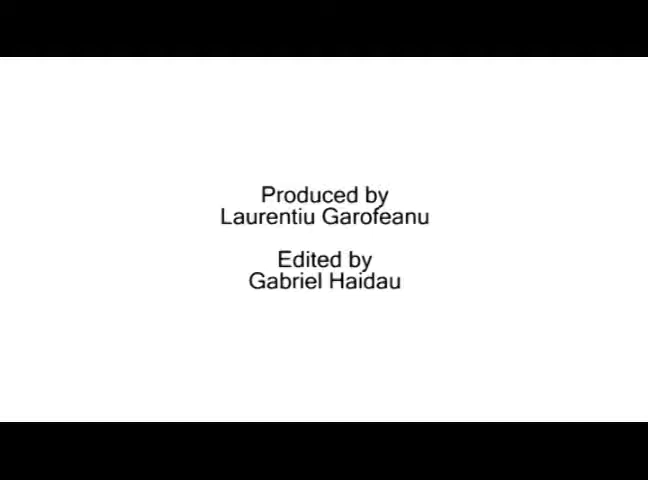 Produced by
Laurentiu Garofeanu
Edited by
Gabriel Haidau